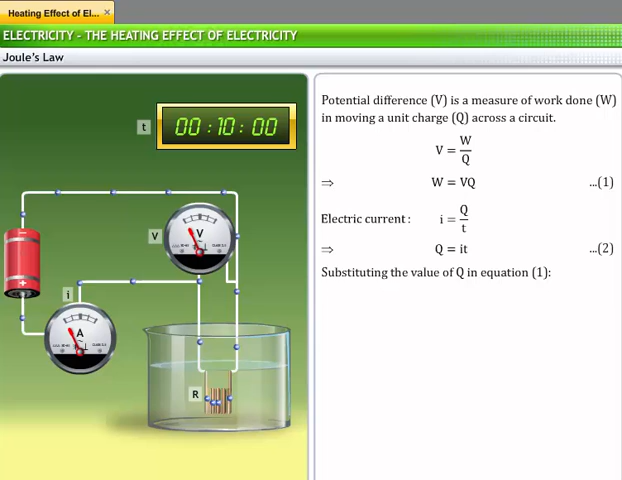 Heating Effect of El... ×
ELECTRICITY - THE HEATING EFFECT OF ELECTRICITY
Joule's Law
t
00:10:00
V
V
i
A
R
+
Potential difference (V) is a measure of work done (W)
in moving a unit charge (Q) across a circuit.
V = W/Q
⇒ W = VQ ...(1)
Electric current: i = Q/t
⇒ Q = it ...(2)
Substituting the value of Q in equation (1):